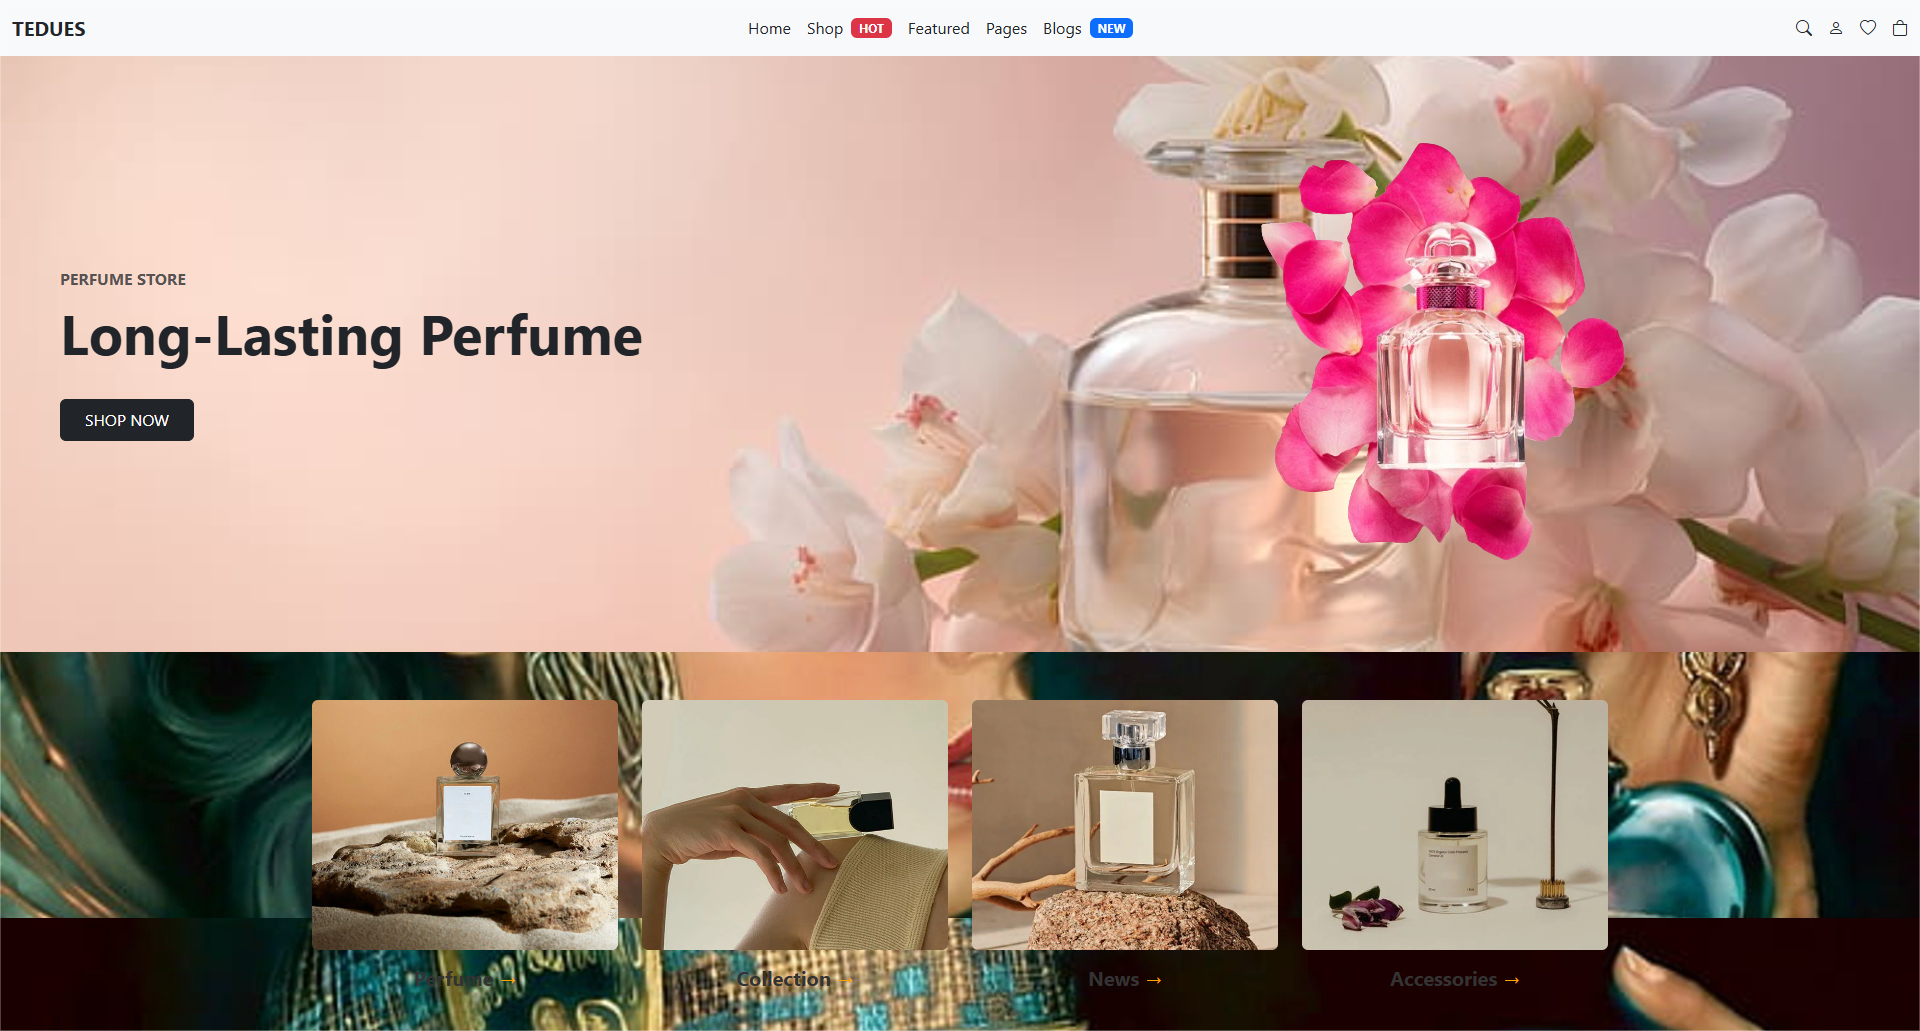 TEDUES
Home Shop HOT Featured Pages Blogs NEW
PERFUME STORE
Long-Lasting Perfume
SHOP NOW
Perfume →
Collection →
News →
Accessories →